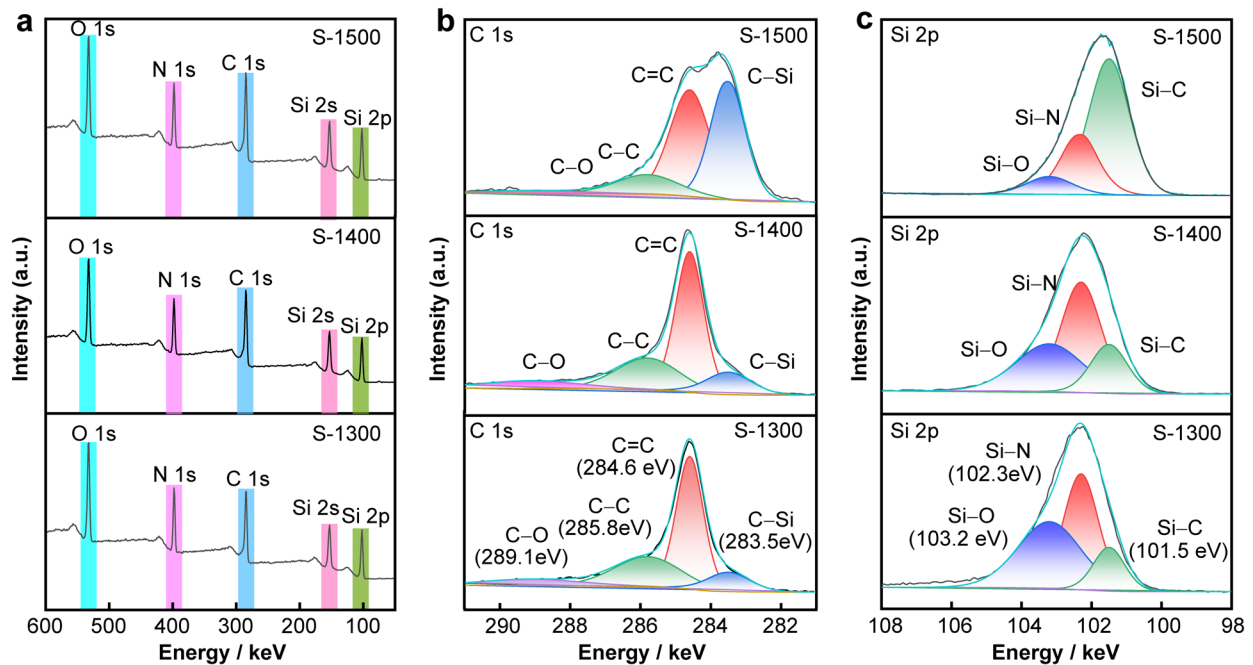 a
O 1s
S-1500
N 1s
C 1s
Si 2s
Si 2p
S-1400
O 1s
N 1s
C 1s
Si 2s
Si 2p
S-1300
O 1s
N 1s
C 1s
Si 2s
Si 2p
Intensity (a.u.)
600 500 400 300 200 100
Energy / keV
b
C 1s
S-1500
C=C
C–Si
C–C
C–O
C 1s
S-1400
C=C
C–C
C–O
C–Si
C 1s
S-1300
C=C
(284.6 eV)
C–C
(285.8eV)
C–O
(289.1eV)
C–Si
(283.5eV)
Intensity (a.u.)
290 288 286 284 282
Energy / keV
c
Si 2p
S-1500
Si–C
Si–N
Si–O
Si 2p
S-1400
Si–N
Si–O
Si–C
Si 2p
S-1300
Si–N
(102.3eV)
Si–O
(103.2 eV)
Si–C
(101.5 eV)
Intensity (a.u.)
108 106 104 102 100 98
Energy / keV